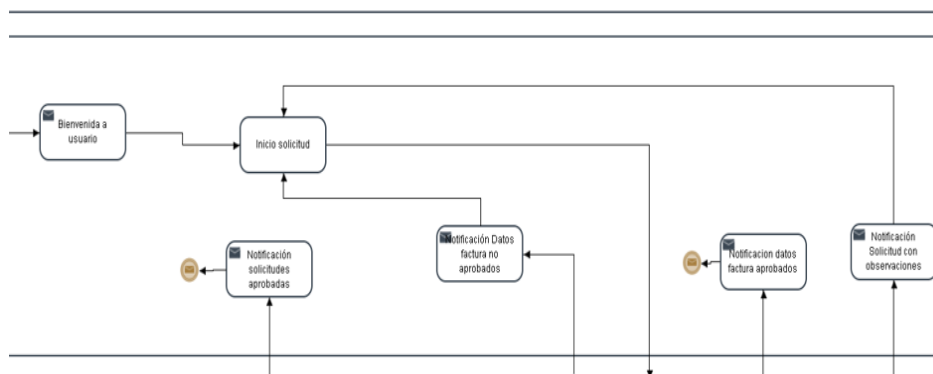 Bienvenida a
usuario
Inicio solicitud
Notificación
solicitudes
aprobadas
Notificación Datos
factura no
aprobados
Notificacion datos
factura aprobados
Notificación
Solicitud con
observaciones